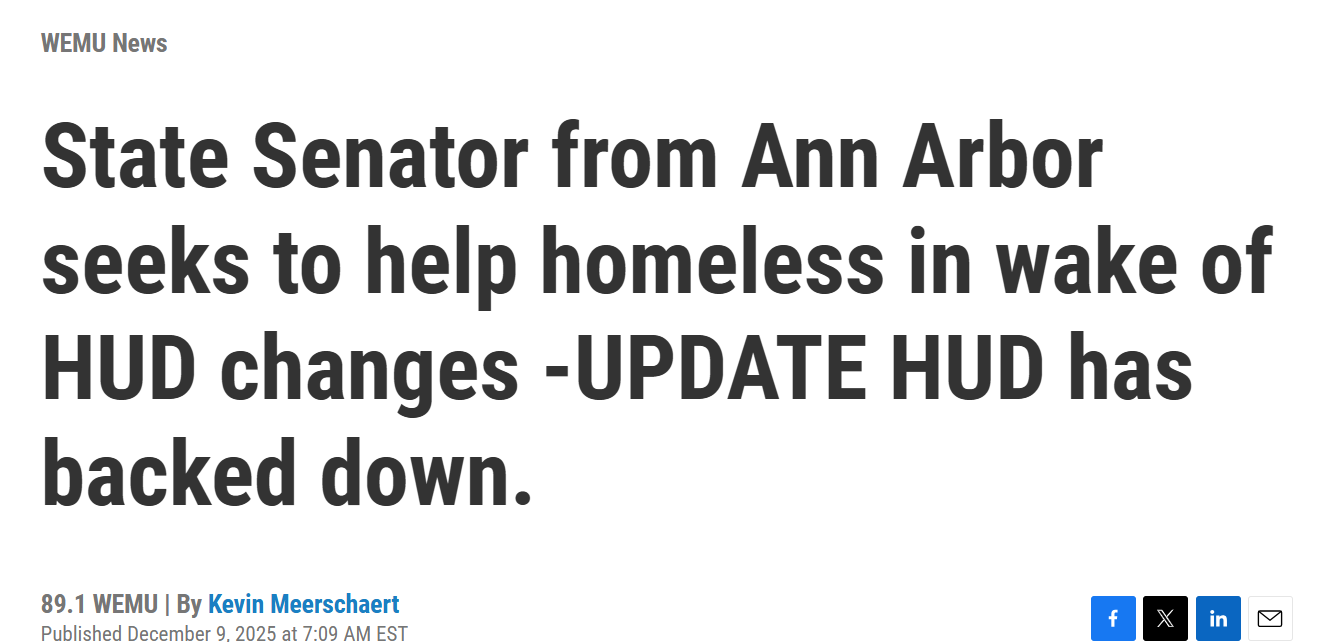 WEMU News
State Senator from Ann Arbor
seeks to help homeless in wake of
HUD changes -UPDATE HUD has
backed down.
89.1 WEMU | By Kevin Meerschaert
Published December 9, 2025 at 7:09 AM EST